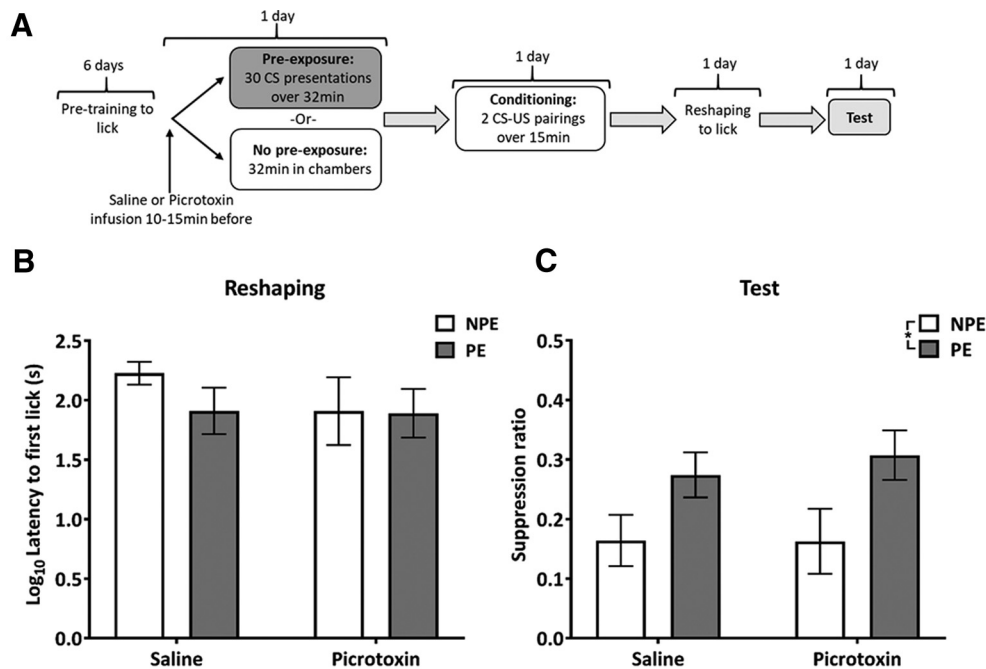 A
6 days
Pre-training to
lick
Saline or Picrotoxin
infusion 10-15min before
1 day
Pre-exposure:
30 CS presentations
over 32min
-Or-
No pre-exposure:
32min in chambers
1 day
Conditioning:
2 CS-US pairings
over 15min
1 day
Reshaping
to lick
1 day
Test
B
Reshaping
NPE
PE
Log10 Latency to first lick (s)
2.5
2.0
1.5
1.0
0.5
0.0
Saline
Picrotoxin
C
Test
NPE
*
PE
Suppression ratio
0.5
0.4
0.3
0.2
0.1
0.0
Saline
Picrotoxin